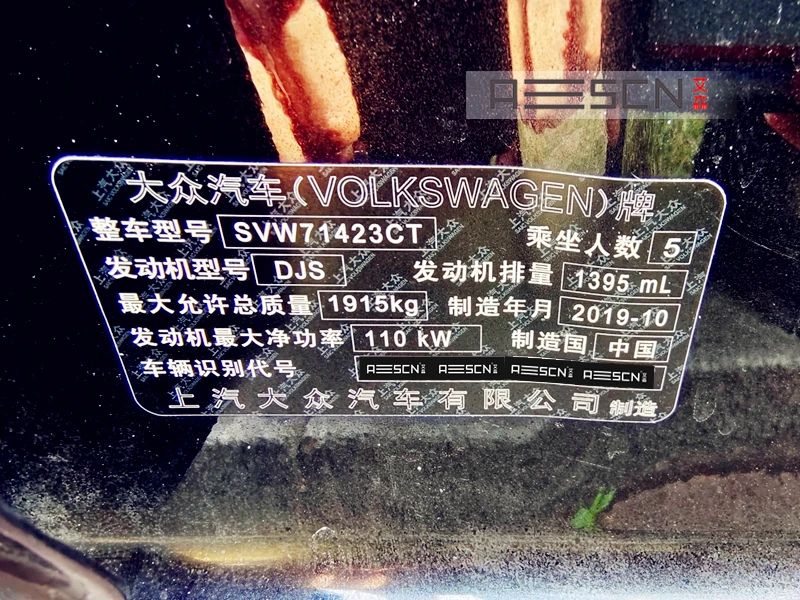 AESCN 艾森
大众汽车(VOLKSWAGEN)牌
整车型号 SVW71423CT 乘坐人数 5
发动机型号 DJS 发动机排量 1395 mL
最大允许总质量 1915kg 制造年月 2019-10
发动机最大净功率 110 kW 制造国 中国
车辆识别代号 AESCN AESCN AESCN AESCN
上汽大众汽车有限公司 制造